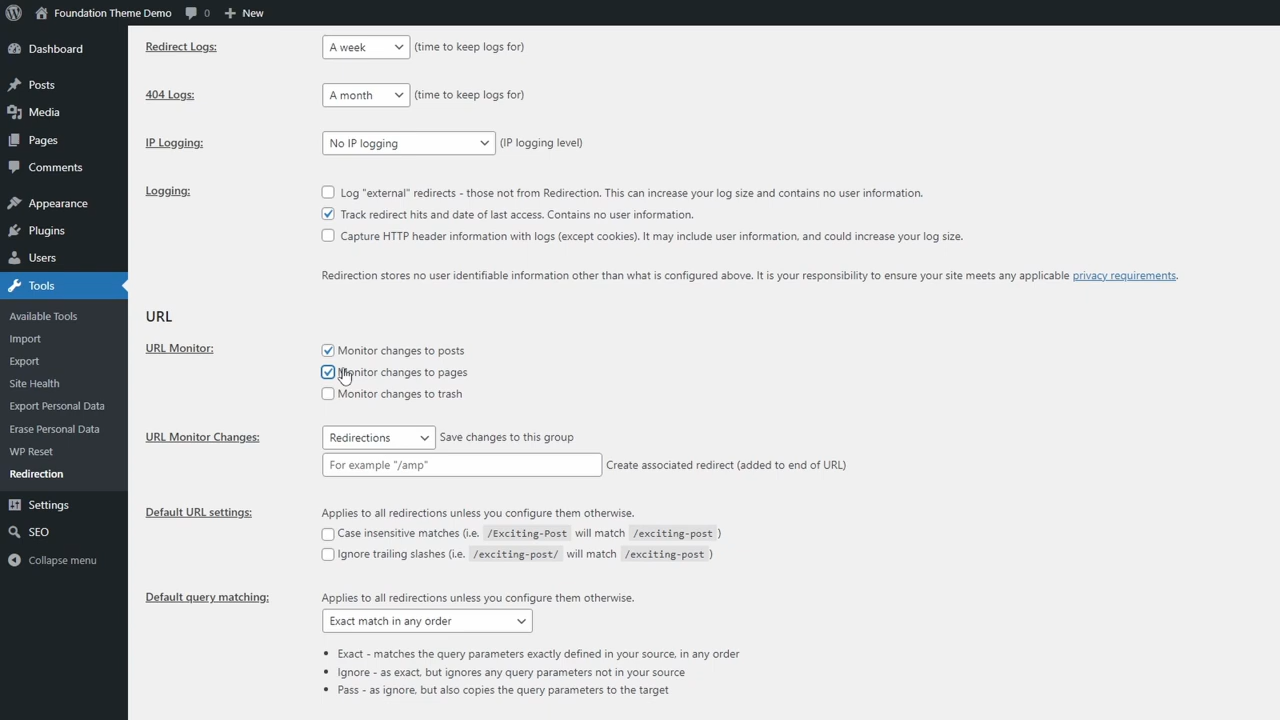 Foundation Theme Demo 0 New
Dashboard
Posts
Media
Pages
Comments
Appearance
Plugins
Users
Tools
Available Tools
Import
Export
Site Health
Export Personal Data
Erase Personal Data
WP Reset
Redirection
Settings
SEO
Collapse menu
Redirect Logs: A week (time to keep logs for)
404 Logs: A month (time to keep logs for)
IP Logging: No IP logging (IP logging level)
Logging: Log "external" redirects - those not from Redirection. This can increase your log size and contains no user information.
Track redirect hits and date of last access. Contains no user information.
Capture HTTP header information with logs (except cookies). It may include user information, and could increase your log size.
Redirection stores no user identifiable information other than what is configured above. It is your responsibility to ensure your site meets any applicable privacy requirements.
URL
URL Monitor: Monitor changes to posts
Monitor changes to pages
Monitor changes to trash
URL Monitor Changes: Redirections Save changes to this group
For example "/amp" Create associated redirect (added to end of URL)
Default URL settings: Applies to all redirections unless you configure them otherwise.
Case insensitive matches (i.e. /Exciting-Post will match /exciting-post )
Ignore trailing slashes (i.e. /exciting-post/ will match /exciting-post )
Default query matching: Applies to all redirections unless you configure them otherwise.
Exact match in any order
• Exact - matches the query parameters exactly defined in your source, in any order
• Ignore - as exact, but ignores any query parameters not in your source
• Pass - as ignore, but also copies the query parameters to the target